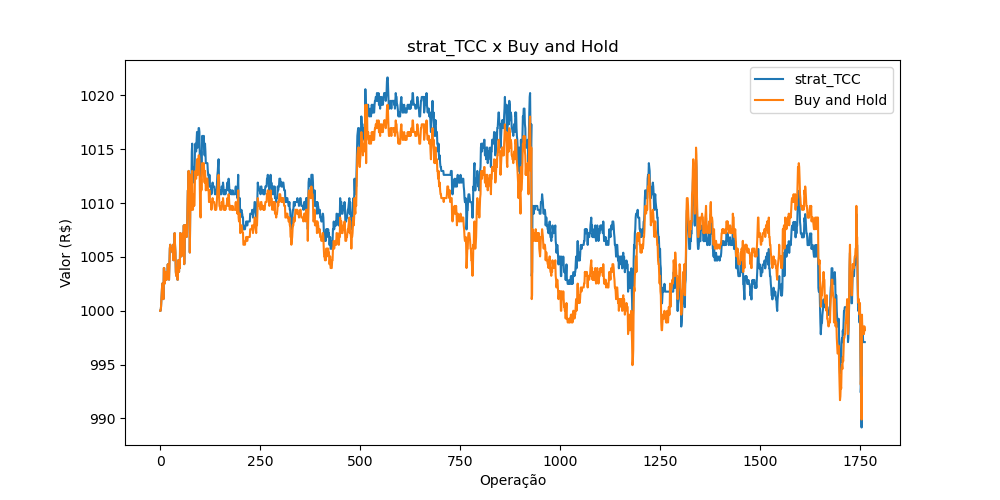 strat_TCC x Buy and Hold
strat_TCC
Buy and Hold
Valor (R$)
1020
1015
1010
1005
1000
995
990
0 250 500 750 1000 1250 1500 1750
Operação